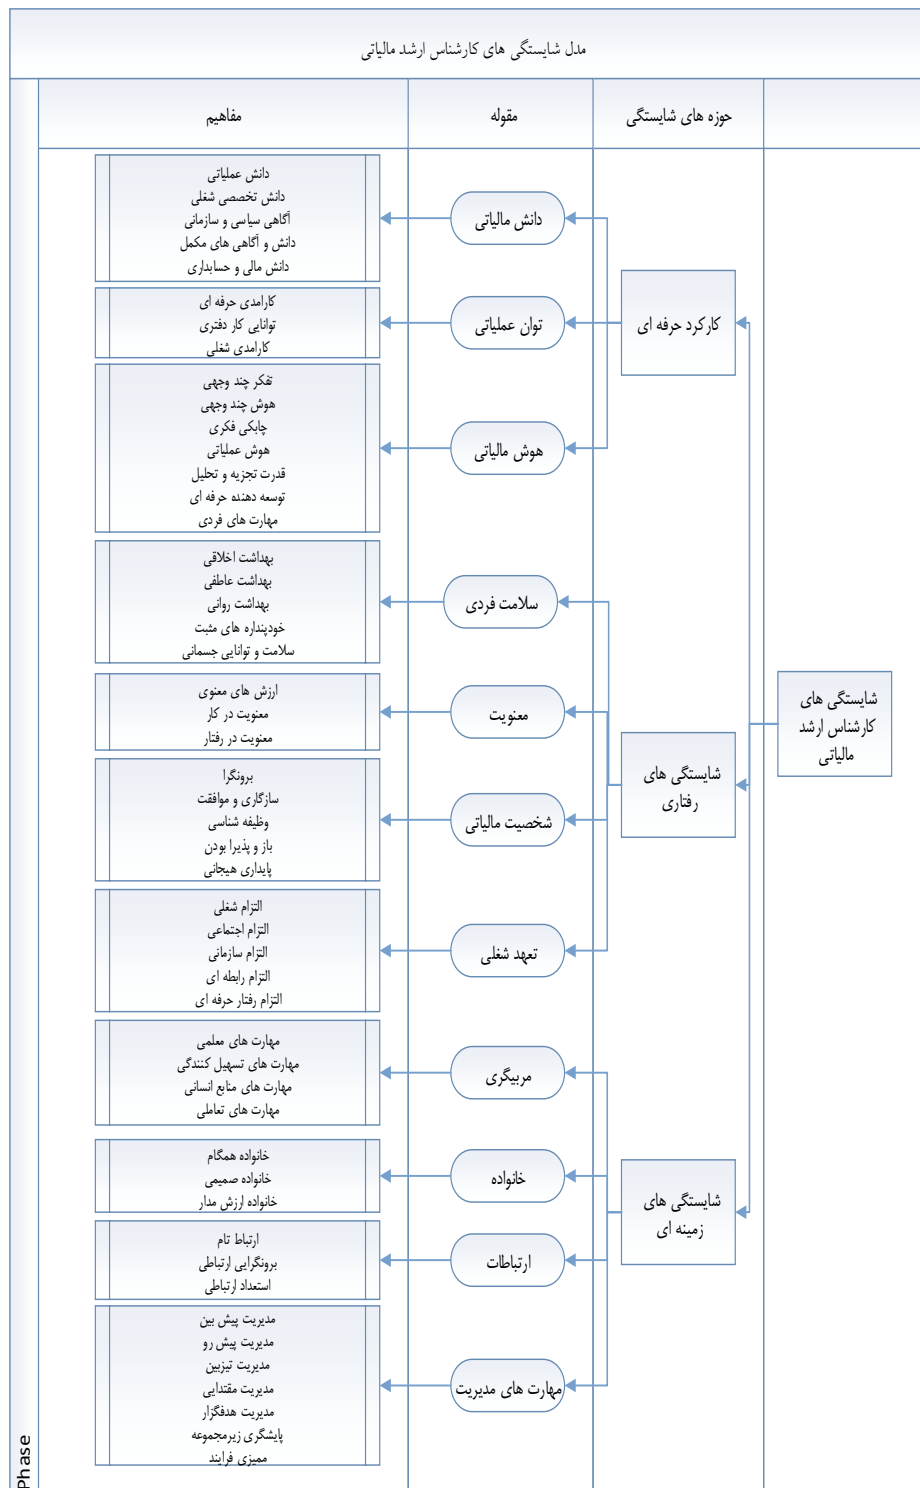 مدل شایستگی های کارشناس ارشد مالیاتی
حوزه های شایستگی
مقوله
مفاهیم
شایستگی های
کارشناس ارشد
مالیاتی
کارکرد حرفه ای
دانش مالیاتی
دانش عملیاتی
دانش تخصصی شغلی
آگاهی سیاسی و سازمانی
دانش و آگاهی های مکمل
دانش مالی و حسابداری
توان عملیاتی
کارامدی حرفه ای
توانایی کار دفتری
کارامدی شغلی
هوش مالیاتی
تفکر چند وجهی
هوش چند وجهی
چابکی فکری
هوش عملیاتی
قدرت تجزیه و تحلیل
توسعه دهنده حرفه ای
مهارت های فردی
شایستگی های
رفتاری
سلامت فردی
بهداشت اخلاقی
بهداشت عاطفی
بهداشت روانی
خودپنداره های مثبت
سلامت و توانایی جسمانی
معنویت
ارزش های معنوی
معنویت در کار
معنویت در رفتار
شخصیت مالیاتی
برونگرا
سازگاری و موافقت
وظیفه شناسی
باز و پذیرا بودن
پایداری هیجانی
تعهد شغلی
التزام شغلی
التزام اجتماعی
التزام سازمانی
التزام رابطه ای
التزام رفتار حرفه ای
شایستگی های
زمینه ای
مربیگری
مهارت های معلمی
مهارت های تسهیل کنندگی
مهارت های منابع انسانی
مهارت های تعاملی
خانواده
خانواده همگام
خانواده صمیمی
خانواده ارزش مدار
ارتباطات
ارتباط تام
برونگرایی ارتباطی
استعداد ارتباطی
مهارت های مدیریت
مدیریت پیش بین
مدیریت پیش رو
مدیریت تیزبین
مدیریت مقتدایی
مدیریت هدفگزار
پایشگری زیرمجموعه
ممیزی فرایند
Phase